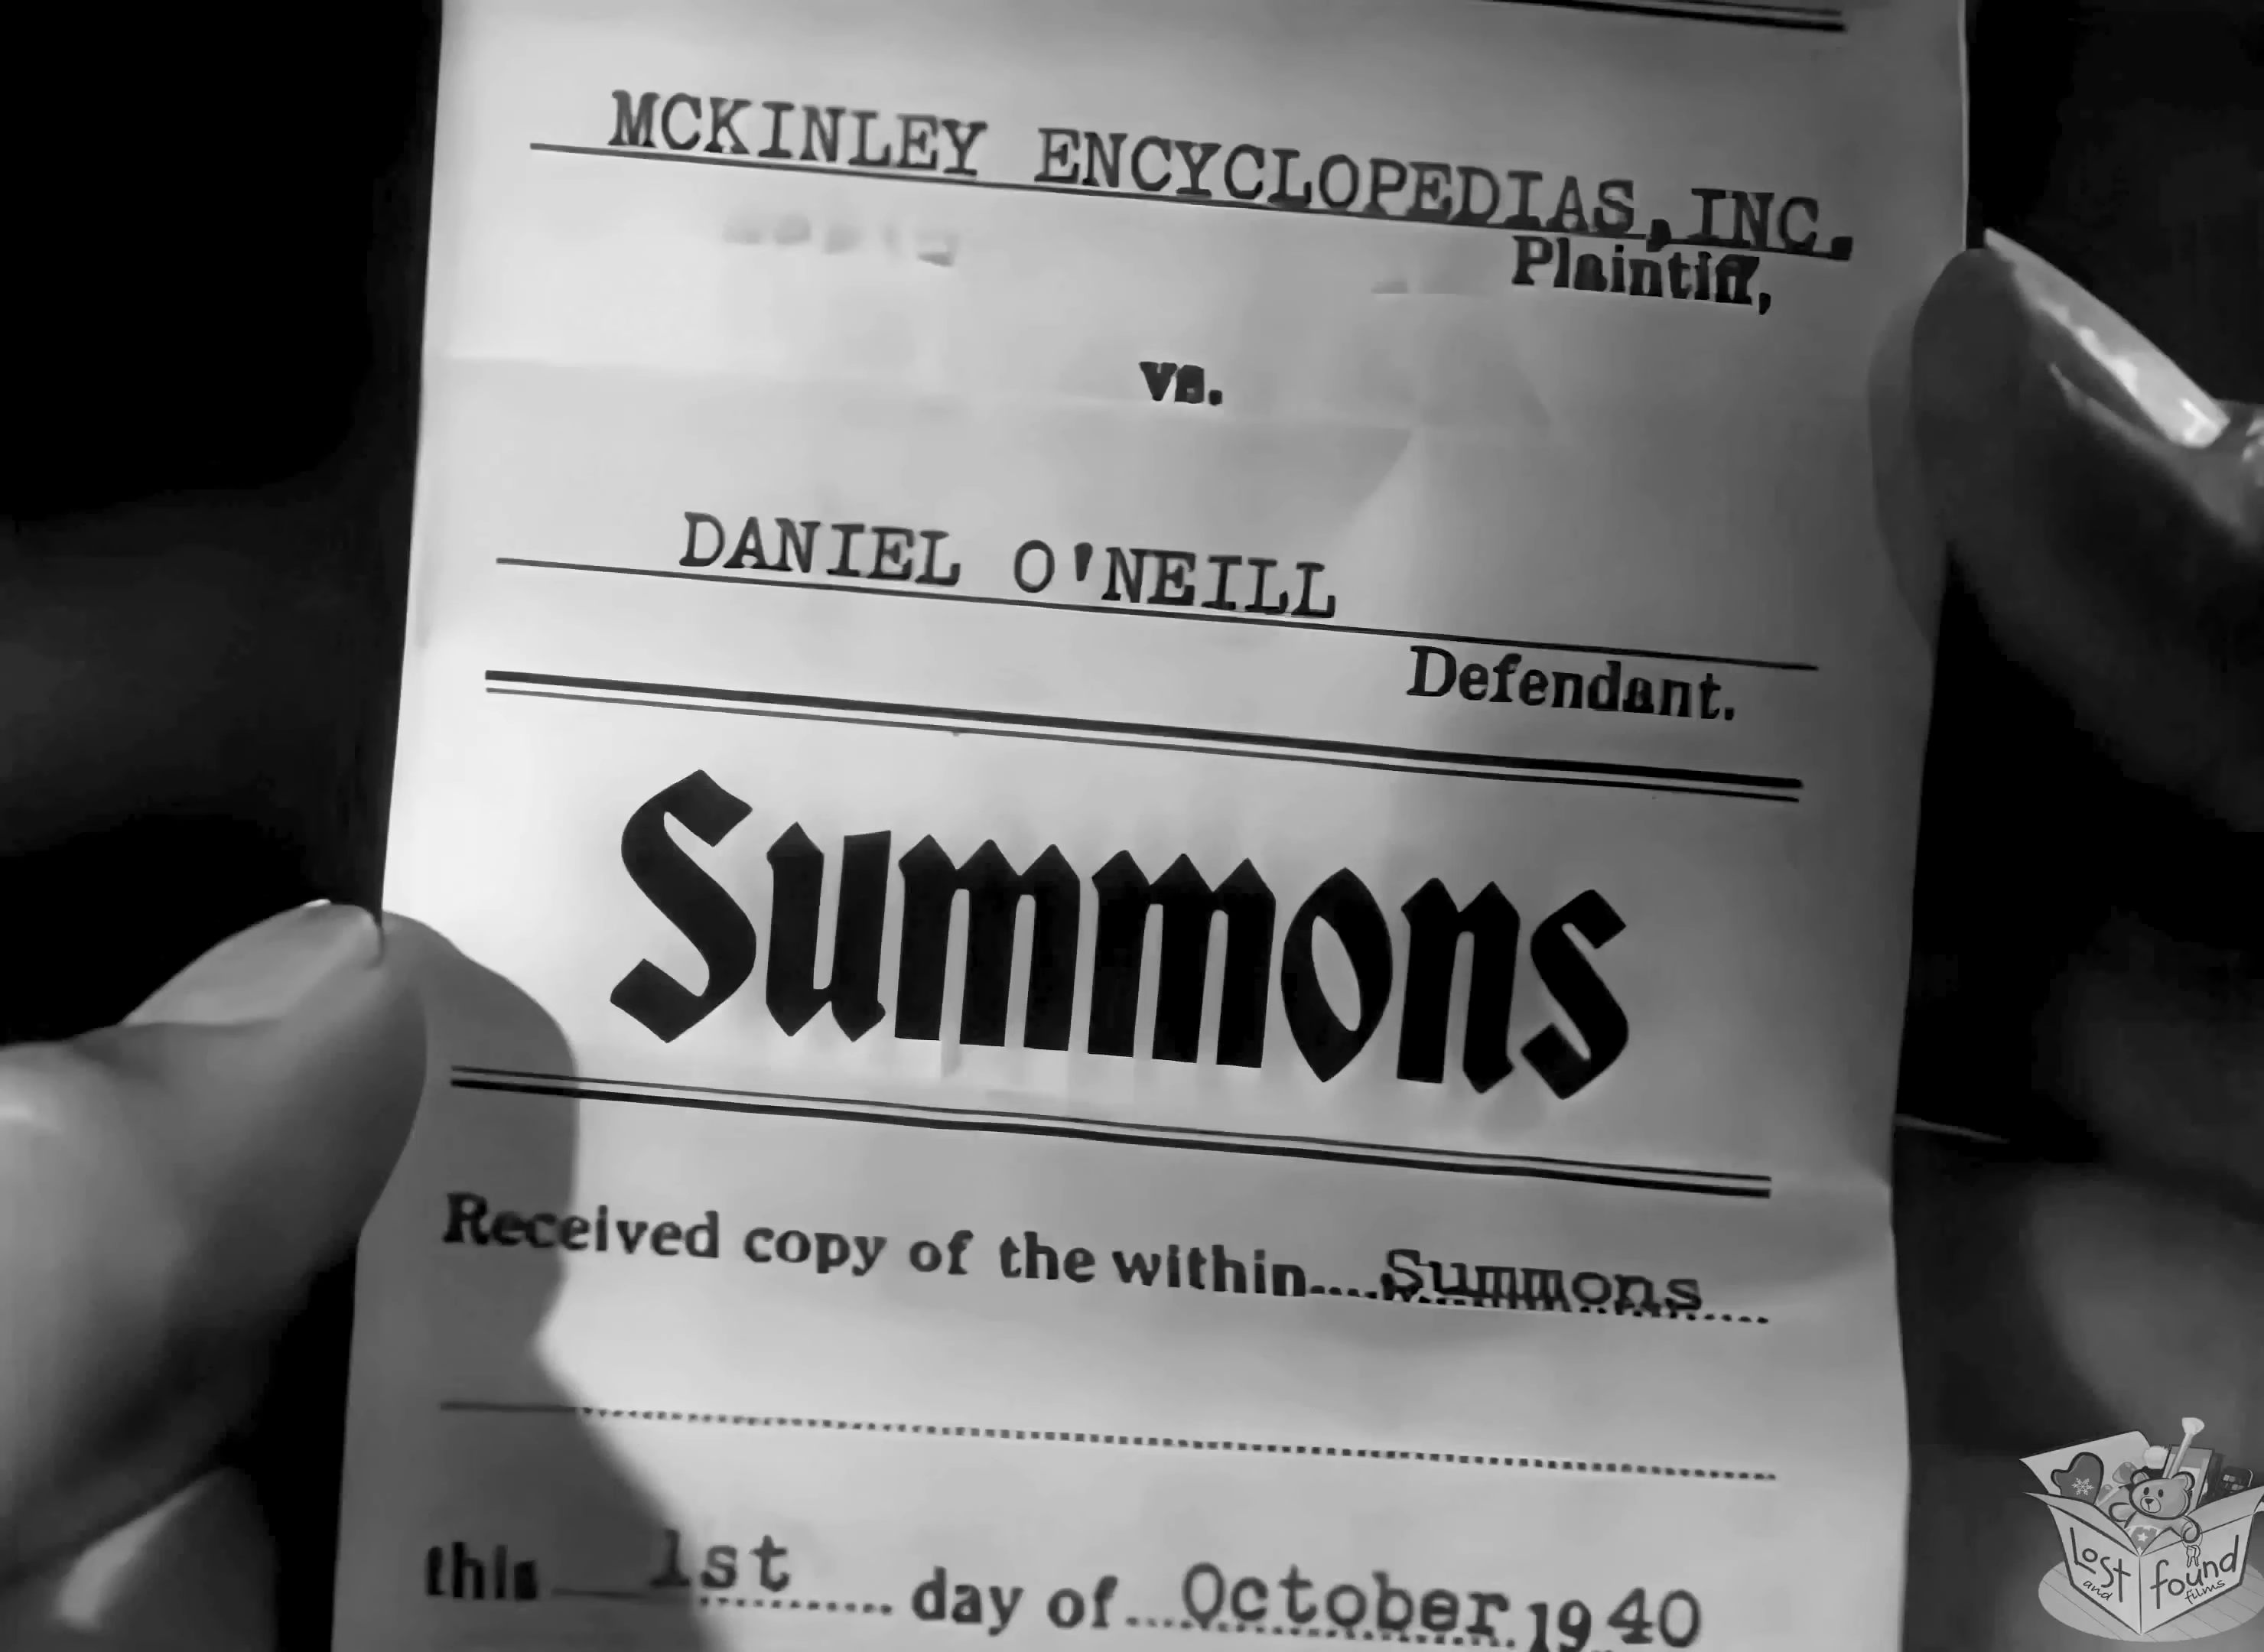 MCKINLEY ENCYCLOPEDIAS, INC.
Plaintiff,
vs.
DANIEL O'NEILL
Defendant.
Summons
Received copy of the within....Summons....
this 1st day of October 1940
Lost and found films